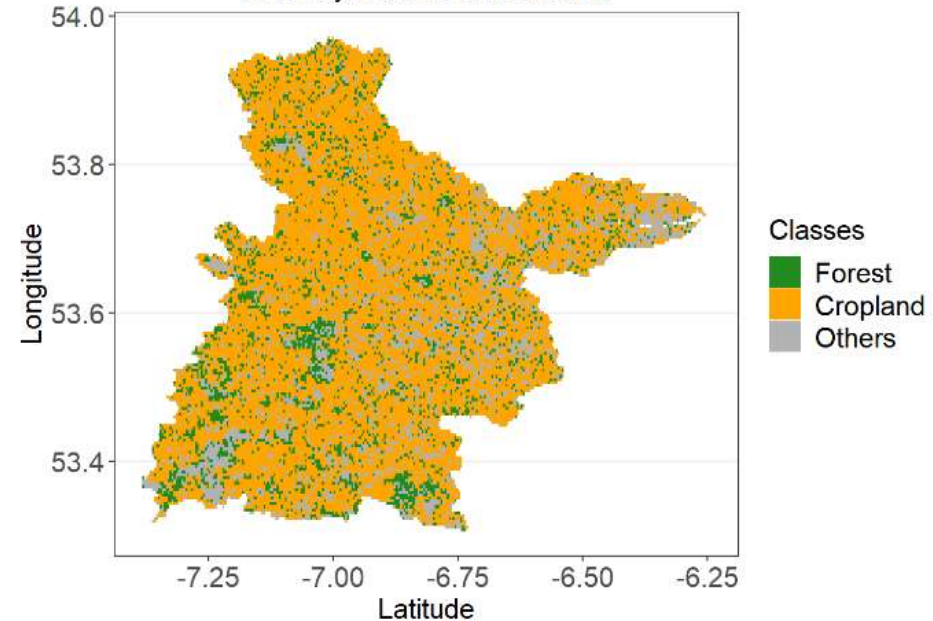 54.0
53.8
53.6
53.4
Longitude
-7.25 -7.00 -6.75 -6.50 -6.25
Latitude
Classes
Forest
Cropland
Others